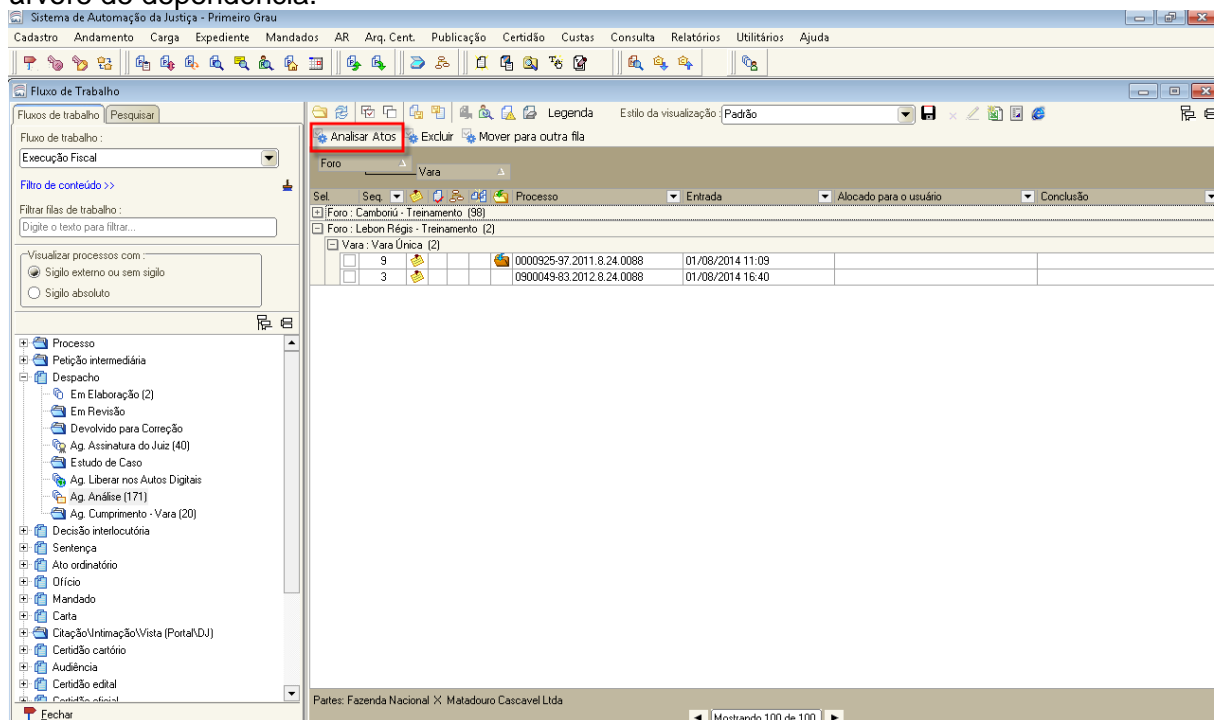 árvore de dependência.
Sistema de Automação da Justiça - Primeiro Grau
Cadastro Andamento Carga Expediente Mandados AR Arq. Cent. Publicação Certidão Custas Consulta Relatórios Utilitários Ajuda
Fluxo de Trabalho
Fluxos de trabalho Pesquisar
Legenda Estilo da visualização : Padrão
Analisar Atos Excluir Mover para outra fila
Fluxo de trabalho :
Execução Fiscal
Foro Vara
Filtro de conteúdo >>
Sel. Seq. Processo Entrada Alocado para o usuário Conclusão
Filtrar filas de trabalho :
Digite o texto para filtrar...
Foro : Camboriú - Treinamento (98)
Foro : Lebon Régis - Treinamento (2)
Vara : Vara Única (2)
9 0000925-97.2011.8.24.0088 01/08/2014 11:09
3 0900049-83.2012.8.24.0088 01/08/2014 16:40
Visualizar processos com :
Sigilo externo ou sem sigilo
Sigilo absoluto
Processo
Petição intermediária
Despacho
Em Elaboração (2)
Em Revisão
Devolvido para Correção
Ag. Assinatura do Juiz (40)
Estudo de Caso
Ag. Liberar nos Autos Digitais
Ag. Análise (171)
Ag. Cumprimento - Vara (20)
Decisão interlocutória
Sentença
Ato ordinatório
Ofício
Mandado
Carta
Citação\Intimação\Vista (Portal\DJ)
Certidão cartório
Audiência
Certidão edital
Certidão oficial
Partes: Fazenda Nacional X Matadouro Cascavel Ltda
Fechar
Mostrando 100 de 100